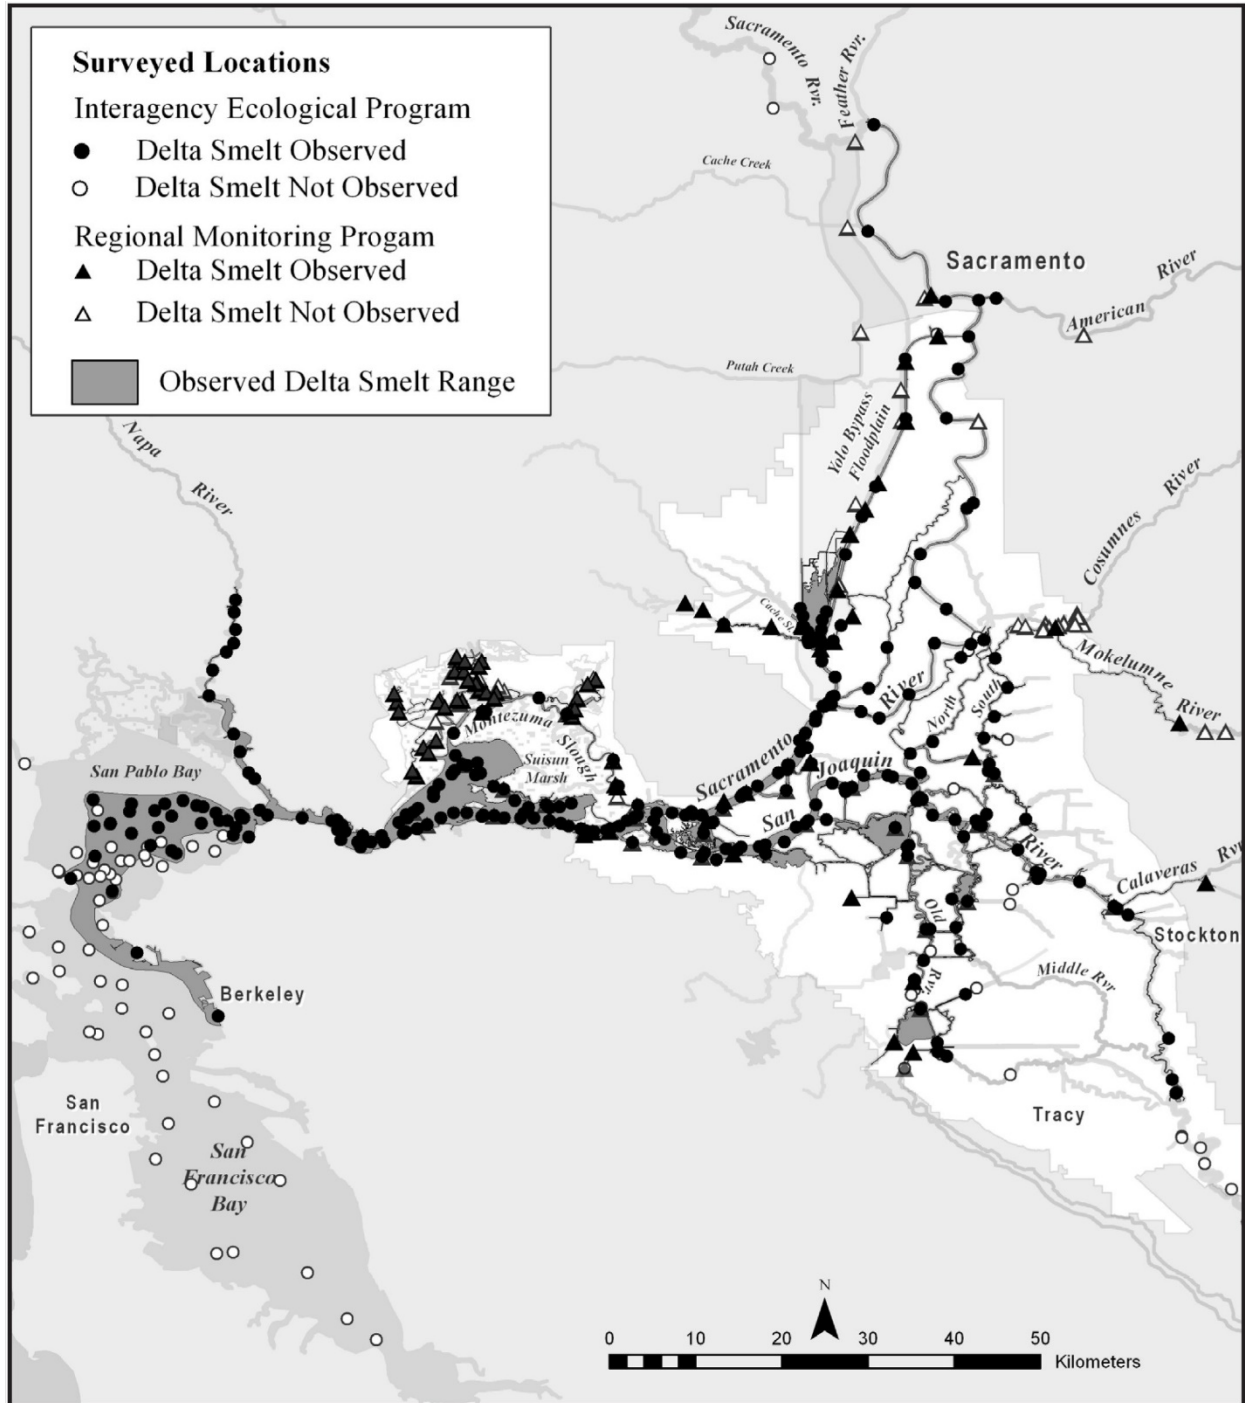 Surveyed Locations
Interagency Ecological Program
Delta Smelt Observed
Delta Smelt Not Observed
Regional Monitoring Progam
Delta Smelt Observed
Delta Smelt Not Observed
Observed Delta Smelt Range
Sacramento Rvr.
Feather Rvr.
Cache Creek
Sacramento
American River
Putah Creek
Yolo Bypass
Floodplain
Napa River
Cosumnes River
Cache Sl.
Mokelumne River
North
South
Sacramento River
Montezuma Slough
Suisun
Marsh
San Pablo Bay
San Joaquin River
Calaveras Rvr
Stockton
Old Rvr.
Middle Rvr
Berkeley
San
Francisco
Tracy
San
Francisco
Bay
N
0 10 20 30 40 50
Kilometers